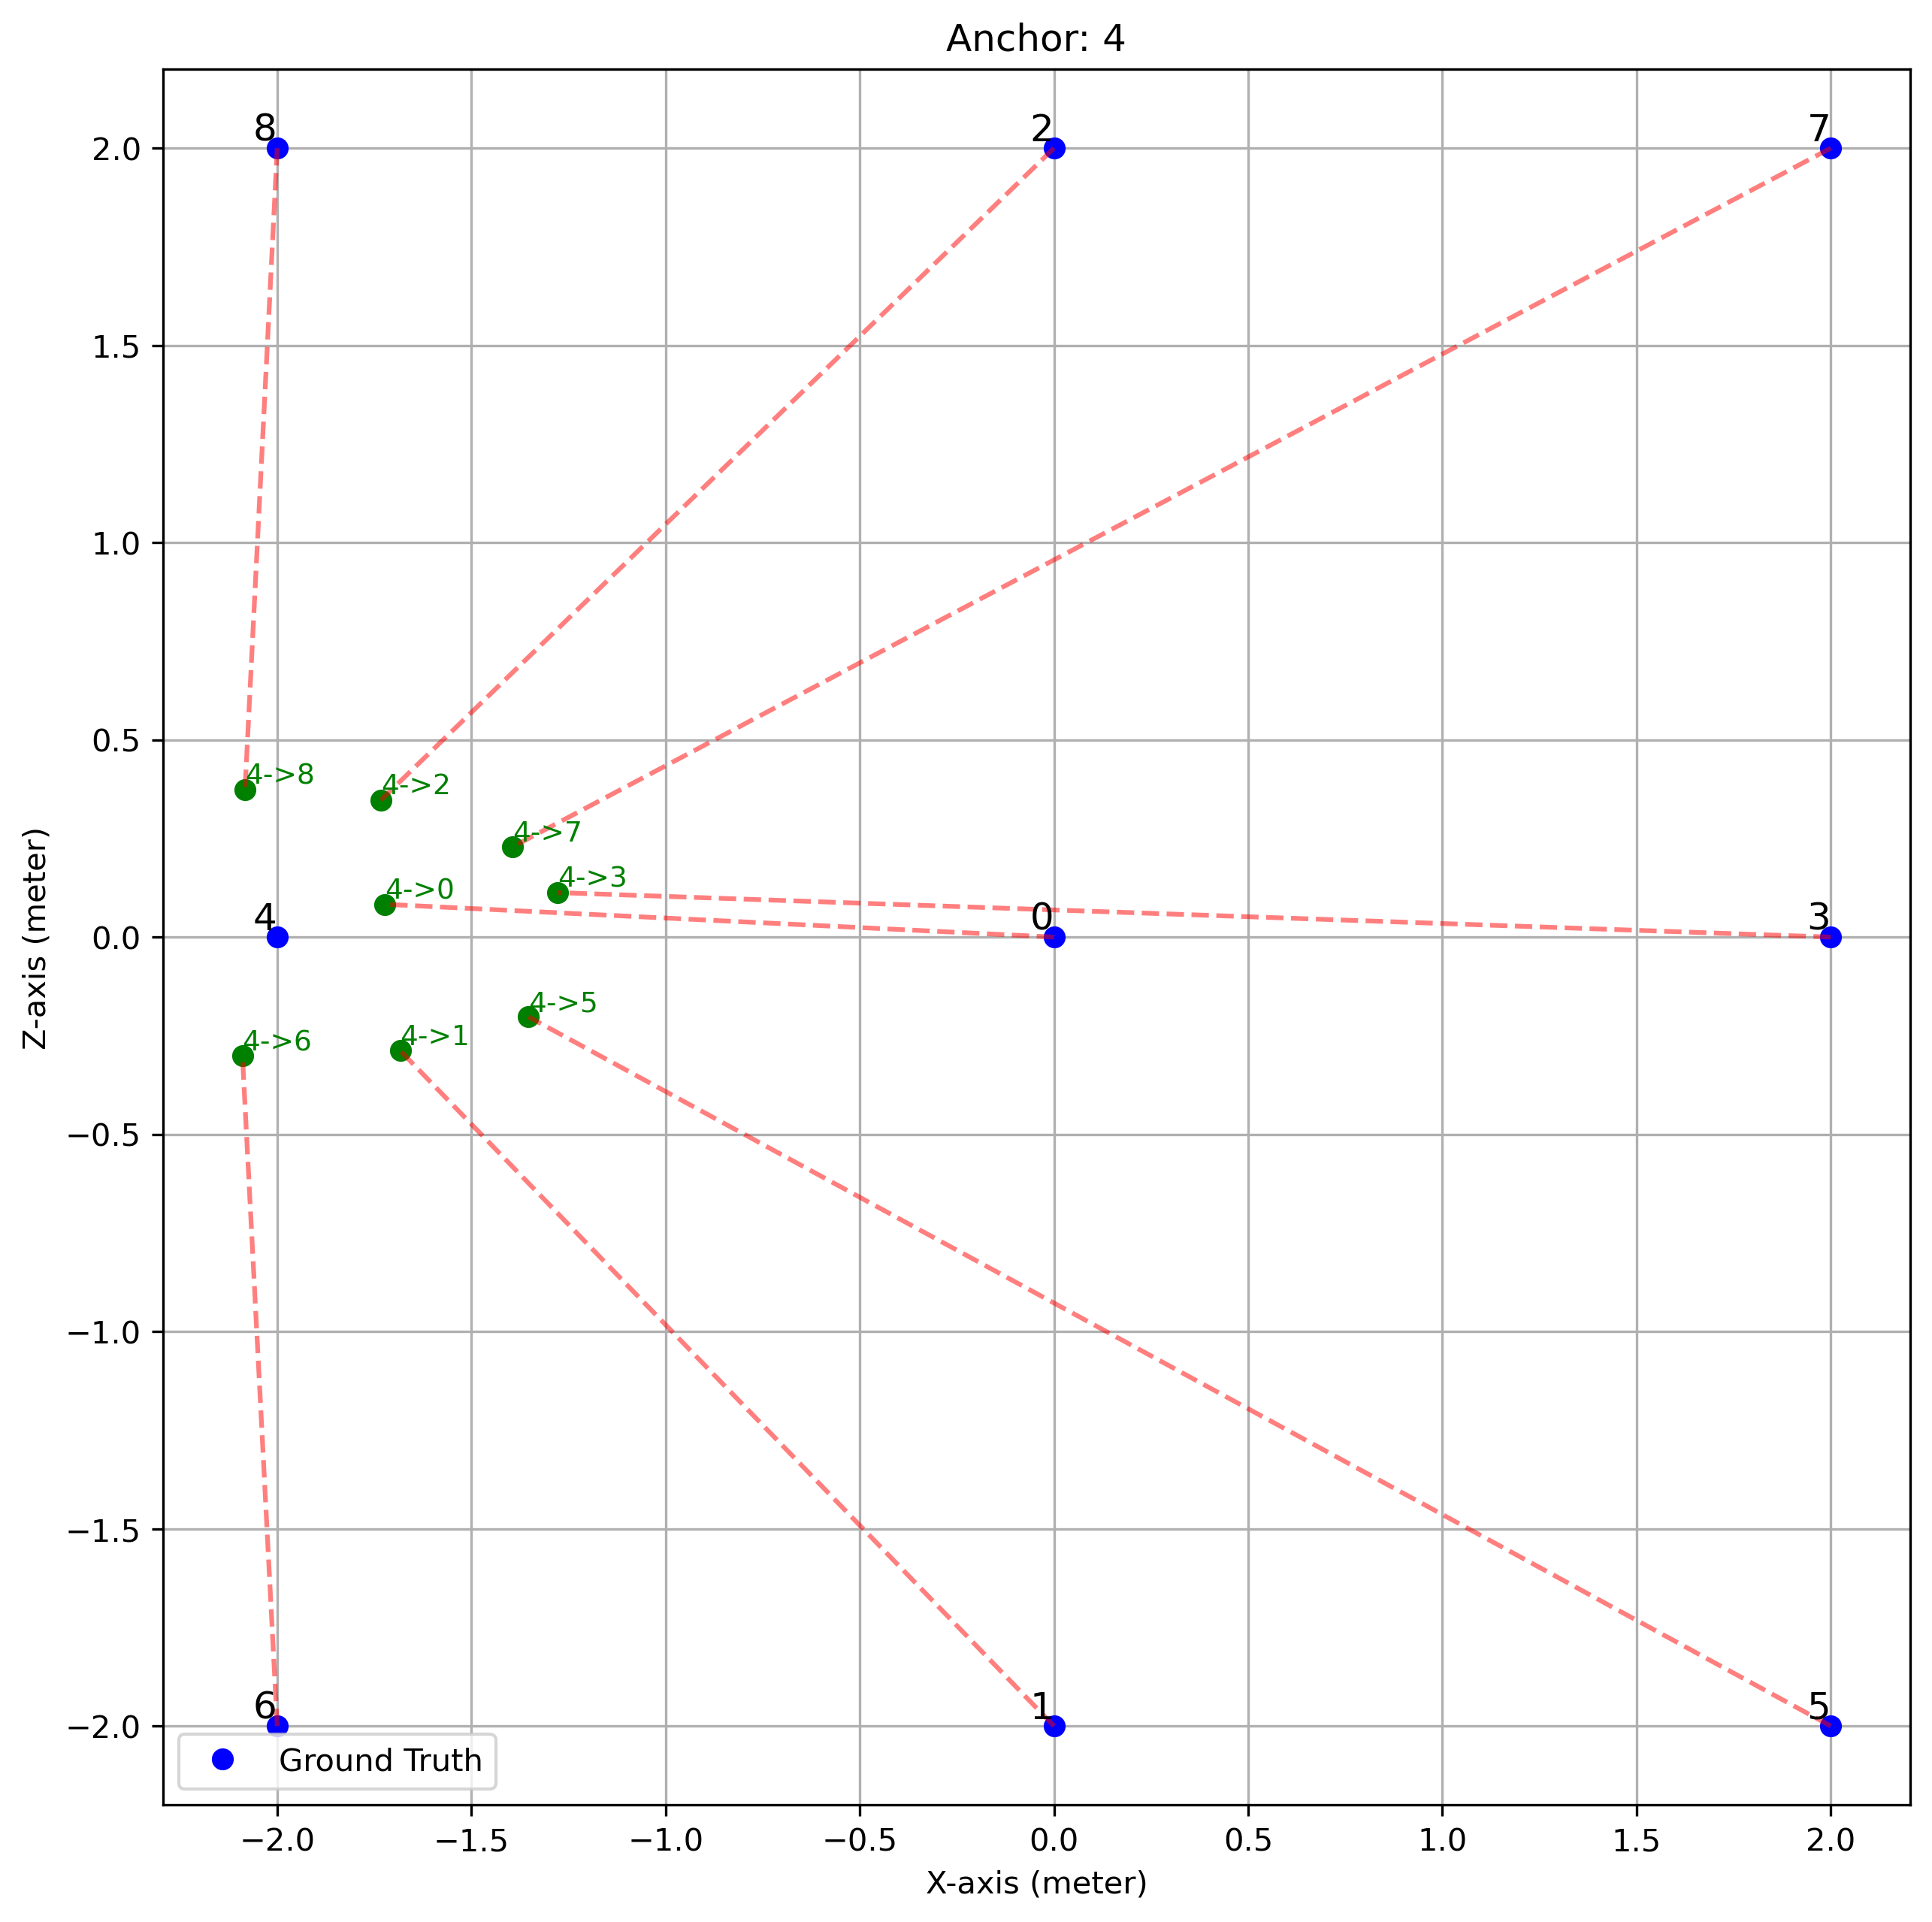 Anchor: 4
8 2 7
2.0
1.5
1.0
0.5
4->8 4->2
4->7
4->3
4->0
4 0 3
0.0
4->5
4->1
4->6
Z-axis (meter)
−0.5
−1.0
−1.5
6 1 5
−2.0
Ground Truth
−2.0 −1.5 −1.0 −0.5 0.0 0.5 1.0 1.5 2.0
X-axis (meter)